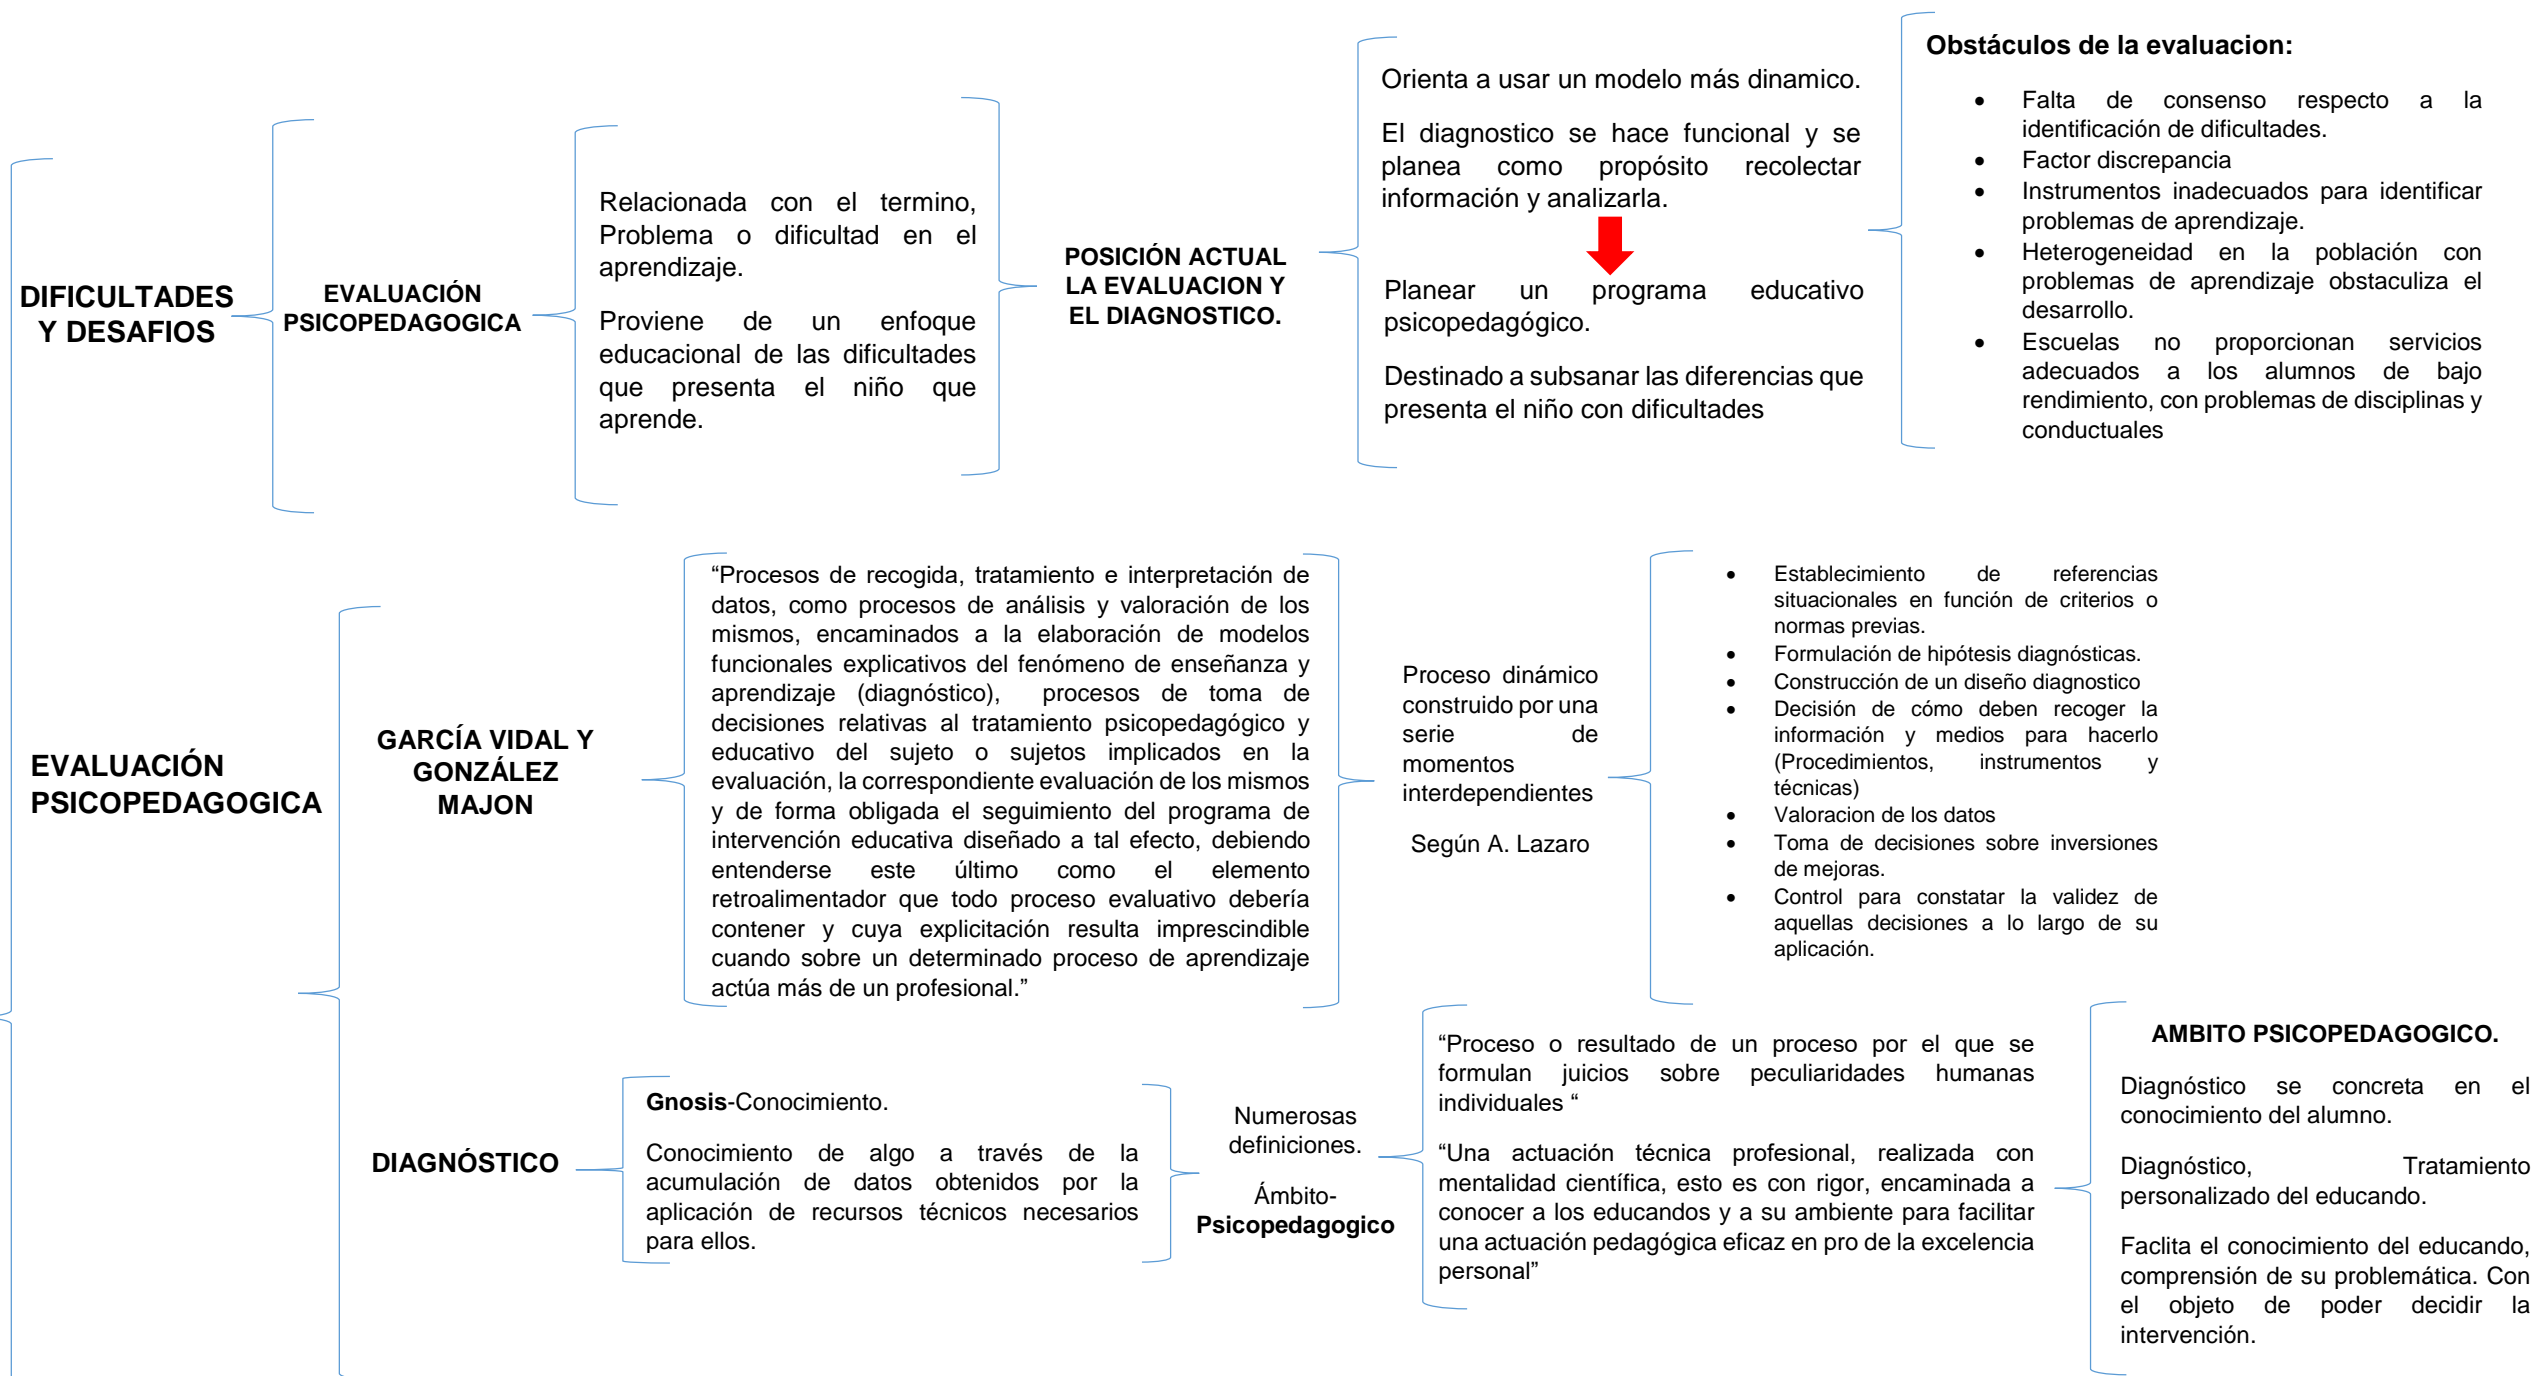 DIFICULTADES
Y DESAFIOS
EVALUACIÓN
PSICOPEDAGOGICA
Relacionada con el termino,
Problema o dificultad en el
aprendizaje.
Proviene de un enfoque
educacional de las dificultades
que presenta el niño que
aprende.
POSICIÓN ACTUAL
LA EVALUACION Y
EL DIAGNOSTICO.
Orienta a usar un modelo más dinamico.
El diagnostico se hace funcional y se
planea como propósito recolectar
información y analizarla.
Planear un programa educativo
psicopedagógico.
Destinado a subsanar las diferencias que
presenta el niño con dificultades
Obstáculos de la evaluacion:
• Falta de consenso respecto a la
identificación de dificultades.
• Factor discrepancia
• Instrumentos inadecuados para identificar
problemas de aprendizaje.
• Heterogeneidad en la población con
problemas de aprendizaje obstaculiza el
desarrollo.
• Escuelas no proporcionan servicios
adecuados a los alumnos de bajo
rendimiento, con problemas de disciplinas y
conductuales
EVALUACIÓN
PSICOPEDAGOGICA
GARCÍA VIDAL Y
GONZÁLEZ
MAJON
“Procesos de recogida, tratamiento e interpretación de
datos, como procesos de análisis y valoración de los
mismos, encaminados a la elaboración de modelos
funcionales explicativos del fenómeno de enseñanza y
aprendizaje (diagnóstico), procesos de toma de
decisiones relativas al tratamiento psicopedagógico y
educativo del sujeto o sujetos implicados en la
evaluación, la correspondiente evaluación de los mismos
y de forma obligada el seguimiento del programa de
intervención educativa diseñado a tal efecto, debiendo
entenderse este último como el elemento
retroalimentador que todo proceso evaluativo debería
contener y cuya explicitación resulta imprescindible
cuando sobre un determinado proceso de aprendizaje
actúa más de un profesional.”
Proceso dinámico
construido por una
serie de
momentos
interdependientes
Según A. Lazaro
• Establecimiento de referencias
situacionales en función de criterios o
normas previas.
• Formulación de hipótesis diagnósticas.
• Construcción de un diseño diagnostico
• Decisión de cómo deben recoger la
información y medios para hacerlo
(Procedimientos, instrumentos y
técnicas)
• Valoracion de los datos
• Toma de decisiones sobre inversiones
de mejoras.
• Control para constatar la validez de
aquellas decisiones a lo largo de su
aplicación.
DIAGNÓSTICO
Gnosis-Conocimiento.
Conocimiento de algo a través de la
acumulación de datos obtenidos por la
aplicación de recursos técnicos necesarios
para ellos.
Numerosas
definiciones.
Ámbito-
Psicopedagogico
“Proceso o resultado de un proceso por el que se
formulan juicios sobre peculiaridades humanas
individuales “
“Una actuación técnica profesional, realizada con
mentalidad científica, esto es con rigor, encaminada a
conocer a los educandos y a su ambiente para facilitar
una actuación pedagógica eficaz en pro de la excelencia
personal”
AMBITO PSICOPEDAGOGICO.
Diagnóstico se concreta en el
conocimiento del alumno.
Diagnóstico, Tratamiento
personalizado del educando.
Faclita el conocimiento del educando,
comprensión de su problemática. Con
el objeto de poder decidir la
intervención.